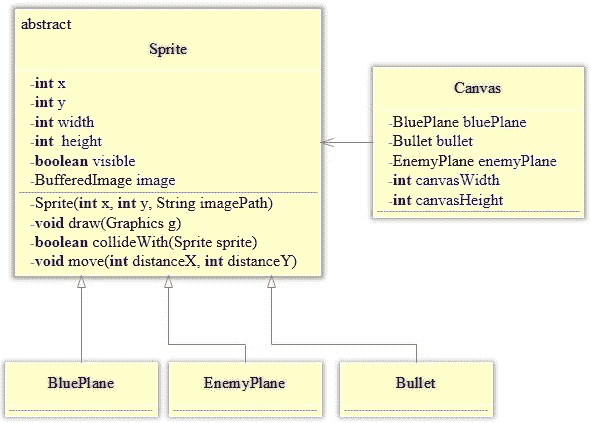 abstract
Sprite
-int x
-int y
-int width
-int height
-boolean visible
-BufferedImage image
-Sprite(int x, int y, String imagePath)
-void draw(Graphics g)
-boolean collideWith(Sprite sprite)
-void move(int distanceX, int distanceY)
Canvas
-BluePlane bluePlane
-Bullet bullet
-EnemyPlane enemyPlane
-int canvasWidth
-int canvasHeight
BluePlane
EnemyPlane
Bullet